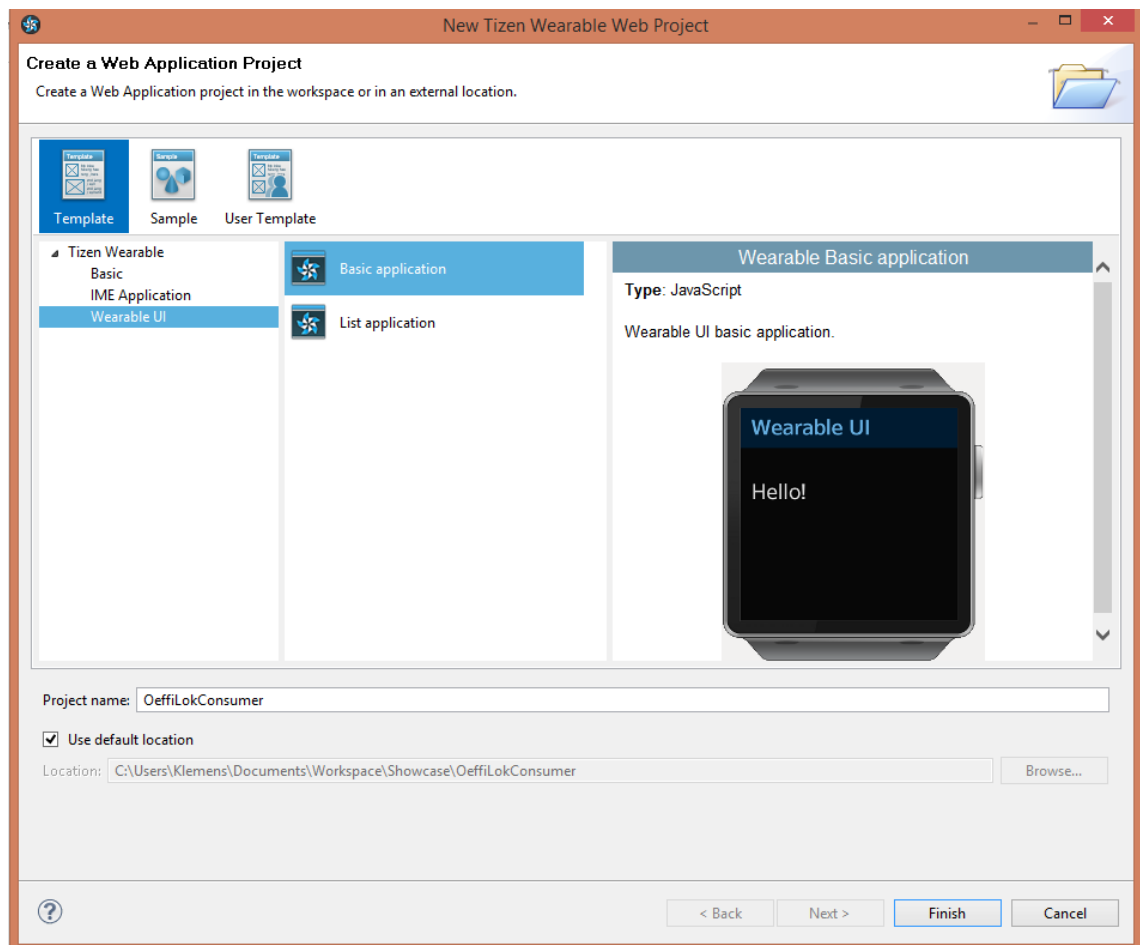 New Tizen Wearable Web Project
Create a Web Application Project
Create a Web Application project in the workspace or in an external location.
Template
Sample
Template
Template
Sample
User Template
Tizen Wearable
Basic
IME Application
Wearable UI
Basic application
List application
Wearable Basic application
Type: JavaScript
Wearable UI basic application.
Wearable UI
Hello!
Project name: OeffiLokConsumer
Use default location
Location: C:\Users\Klemens\Documents\Workspace\Showcase\OeffiLokConsumer Browse...
? < Back Next > Finish Cancel